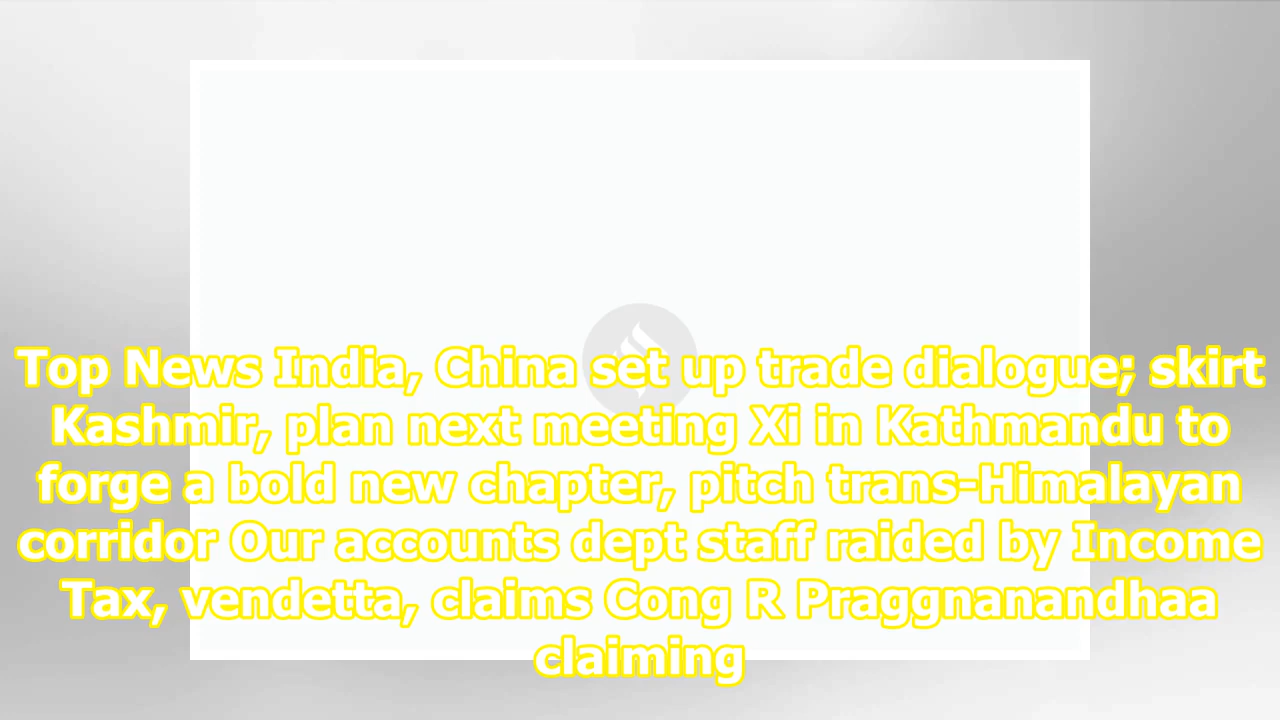 Top News India, China set up trade dialogue; skirt
Kashmir, plan next meeting Xi in Kathmandu to
forge a bold new chapter, pitch trans-Himalayan
corridor Our accounts dept staff raided by Income
Tax, vendetta, claims Cong R Praggnanandhaa
claiming